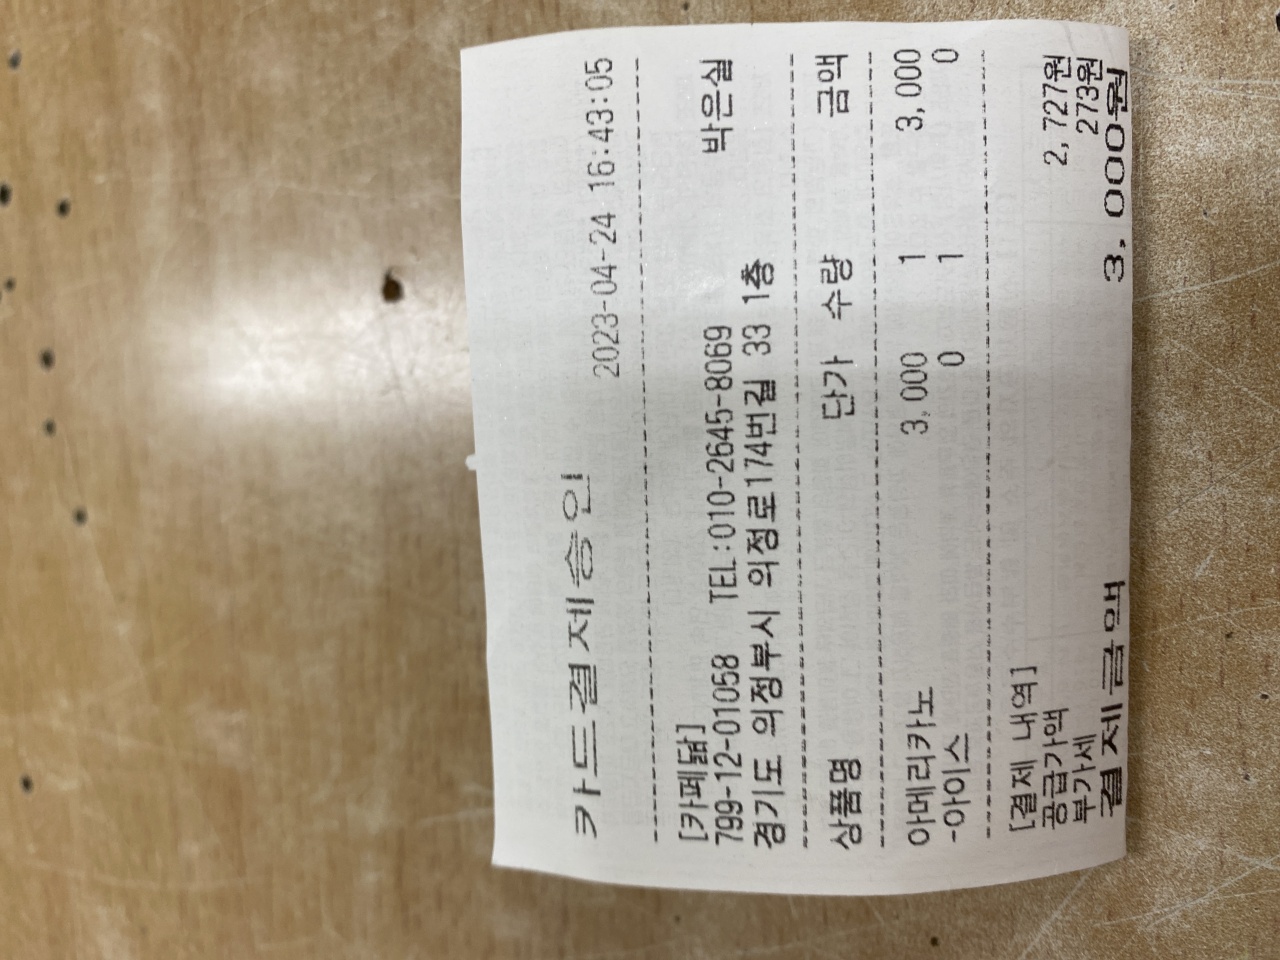 카드결제승인
2023-04-24 16:43:05
[카페닮] 박은실
799-12-01058 TEL:010-2645-8069
경기도 의정부시 의정로174번길 33 1층
상품명 단가 수량 금액
아메리카노 3,000 1 3,000
-아이스 0 1 0
[결제 내역]
공급가액 2,727원
부가세 273원
결제금액 3,000원